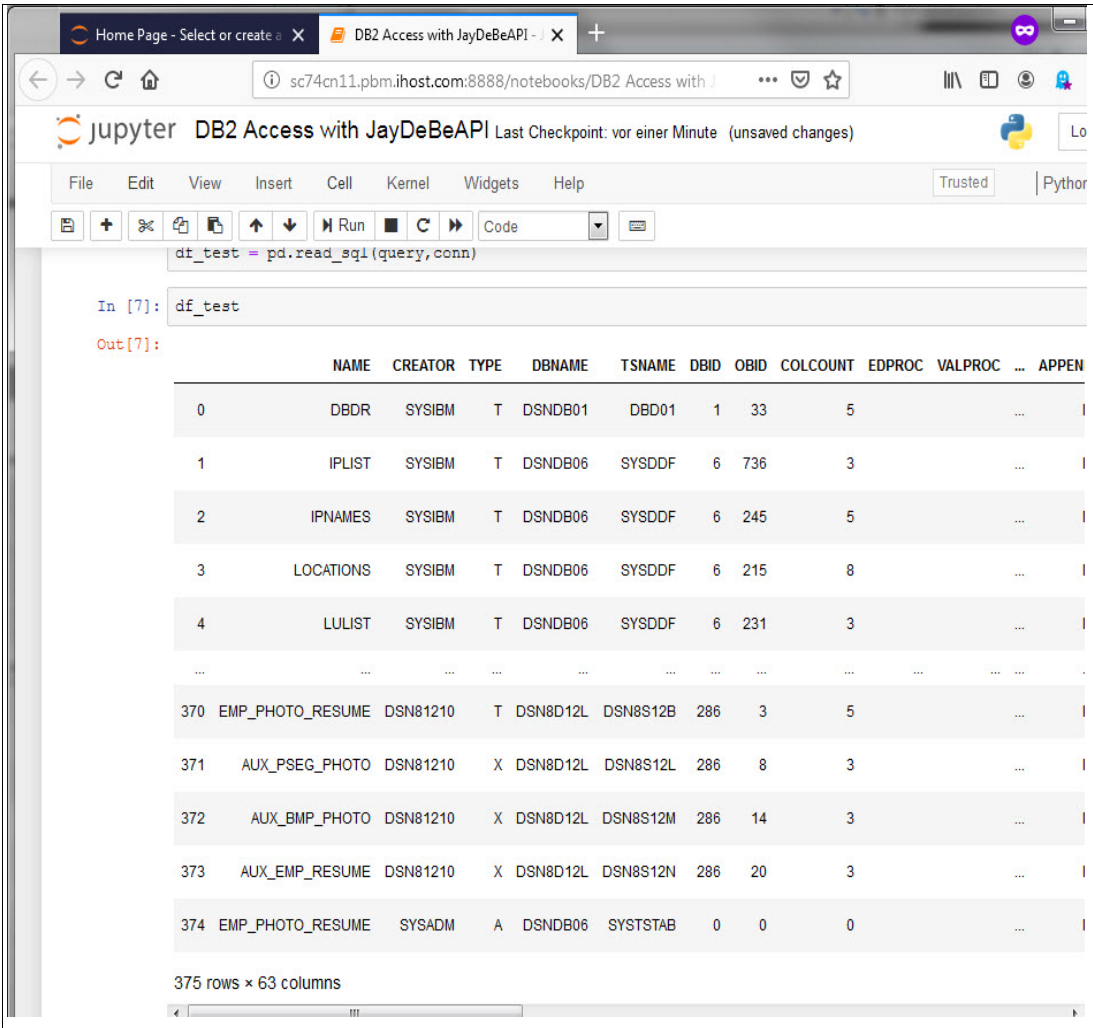 Home Page - Select or create a
DB2 Access with JayDeBeAPI - J
sc74cn11.pbm.ihost.com:8888/notebooks/DB2 Access with J
jupyter DB2 Access with JayDeBeAPI Last Checkpoint: vor einer Minute (unsaved changes)
Lo
File Edit View Insert Cell Kernel Widgets Help Trusted Python
Run Code
df_test = pd.read_sql(query,conn)
In [7]: df_test
Out[7]:
NAME CREATOR TYPE DBNAME TSNAME DBID OBID COLCOUNT EDPROC VALPROC ... APPEN
0 DBDR SYSIBM T DSNDB01 DBD01 1 33 5 ...
1 IPLIST SYSIBM T DSNDB06 SYSDDF 6 736 3 ...
2 IPNAMES SYSIBM T DSNDB06 SYSDDF 6 245 5 ...
3 LOCATIONS SYSIBM T DSNDB06 SYSDDF 6 215 8 ...
4 LULIST SYSIBM T DSNDB06 SYSDDF 6 231 3 ...
... ... ... ... ... ... ... ... ... ... ... ...
370 EMP_PHOTO_RESUME DSN81210 T DSN8D12L DSN8S12B 286 3 5 ...
371 AUX_PSEG_PHOTO DSN81210 X DSN8D12L DSN8S12L 286 8 3 ...
372 AUX_BMP_PHOTO DSN81210 X DSN8D12L DSN8S12M 286 14 3 ...
373 AUX_EMP_RESUME DSN81210 X DSN8D12L DSN8S12N 286 20 3 ...
374 EMP_PHOTO_RESUME SYSADM A DSNDB06 SYSTSTAB 0 0 0 ...
375 rows × 63 columns